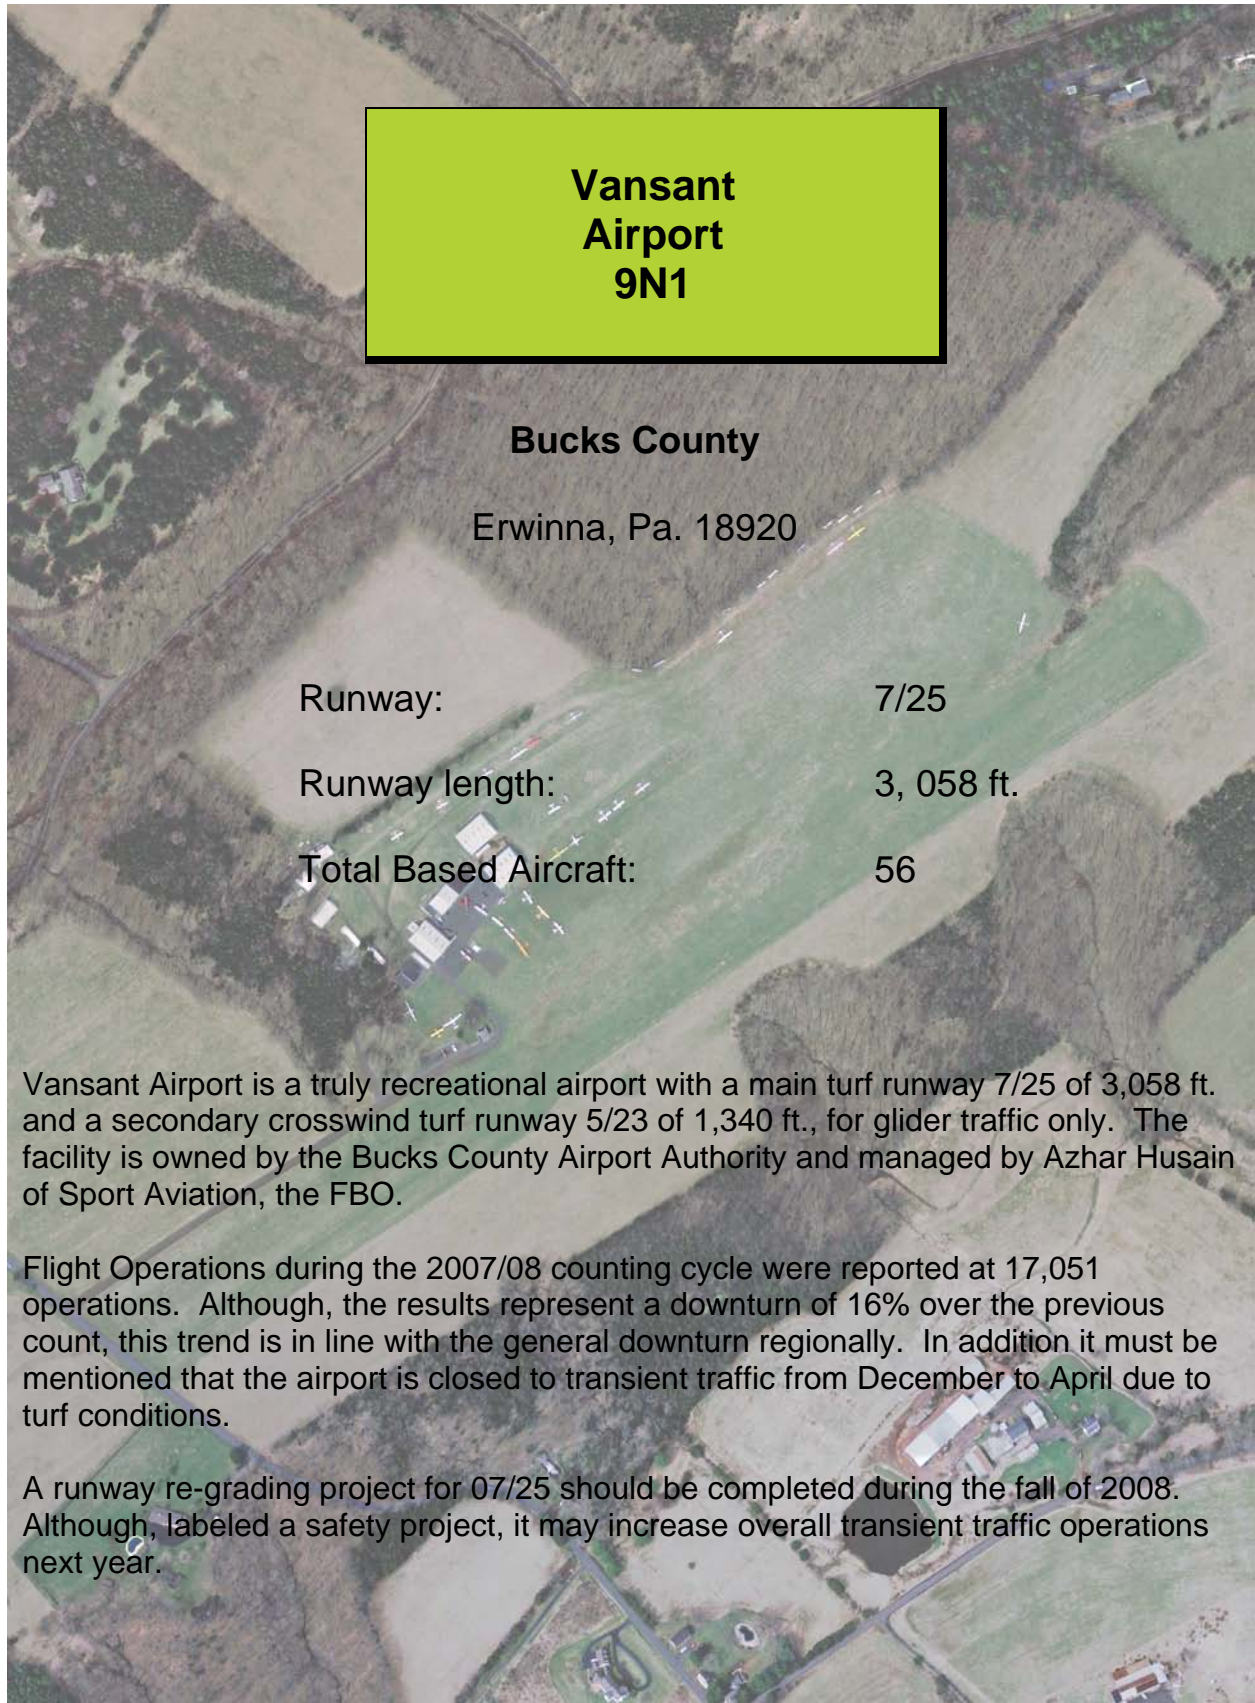 Vansant
Airport
9N1
Bucks County
Erwinna, Pa. 18920
Runway: 7/25
Runway length: 3, 058 ft.
Total Based Aircraft: 56
Vansant Airport is a truly recreational airport with a main turf runway 7/25 of 3,058 ft.
and a secondary crosswind turf runway 5/23 of 1,340 ft., for glider traffic only.  The
facility is owned by the Bucks County Airport Authority and managed by Azhar Husain
of Sport Aviation, the FBO.
Flight Operations during the 2007/08 counting cycle were reported at 17,051
operations.  Although, the results represent a downturn of 16% over the previous
count, this trend is in line with the general downturn regionally.  In addition it must be
mentioned that the airport is closed to transient traffic from December to April due to
turf conditions.
A runway re-grading project for 07/25 should be completed during the fall of 2008.
Although, labeled a safety project, it may increase overall transient traffic operations
next year.